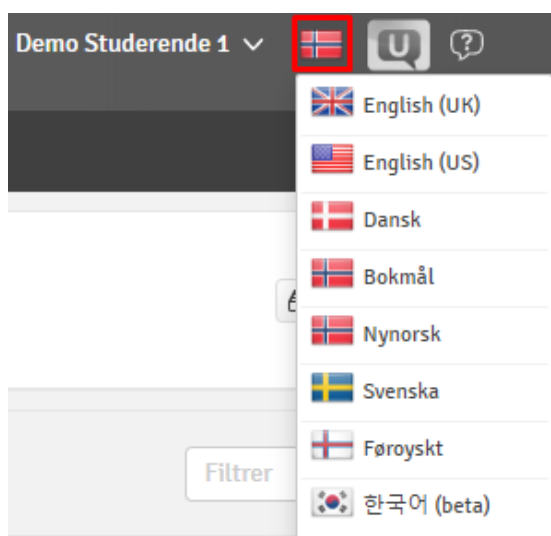 Demo Studerende 1
U
?
English (UK)
English (US)
Dansk
Bokmål
Nynorsk
Svenska
Føroyskt
Filtrer
한국어 (beta)